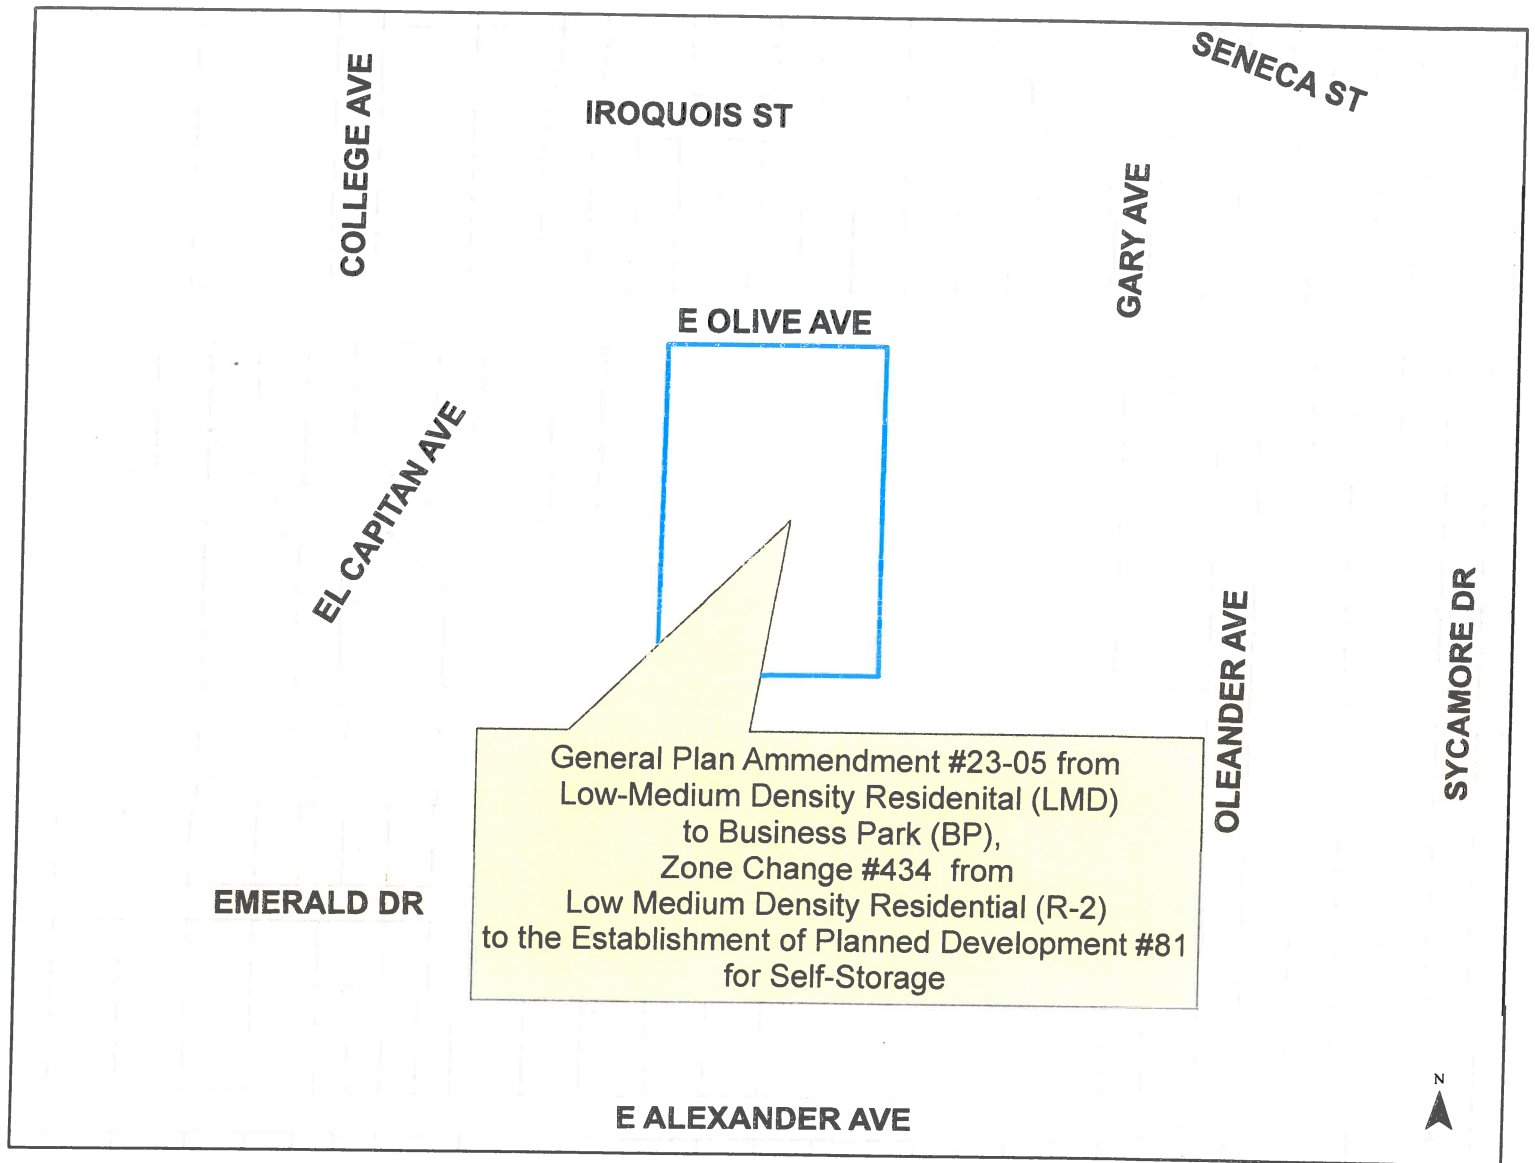 SENECA ST
COLLEGE AVE
IROQUOIS ST
GARY AVE
E OLIVE AVE
EL CAPITAN AVE
OLEANDER AVE
SYCAMORE DR
General Plan Ammendment #23-05 from
Low-Medium Density Residenital (LMD)
to Business Park (BP),
Zone Change #434 from
Low Medium Density Residential (R-2)
to the Establishment of Planned Development #81
for Self-Storage
EMERALD DR
N
E ALEXANDER AVE